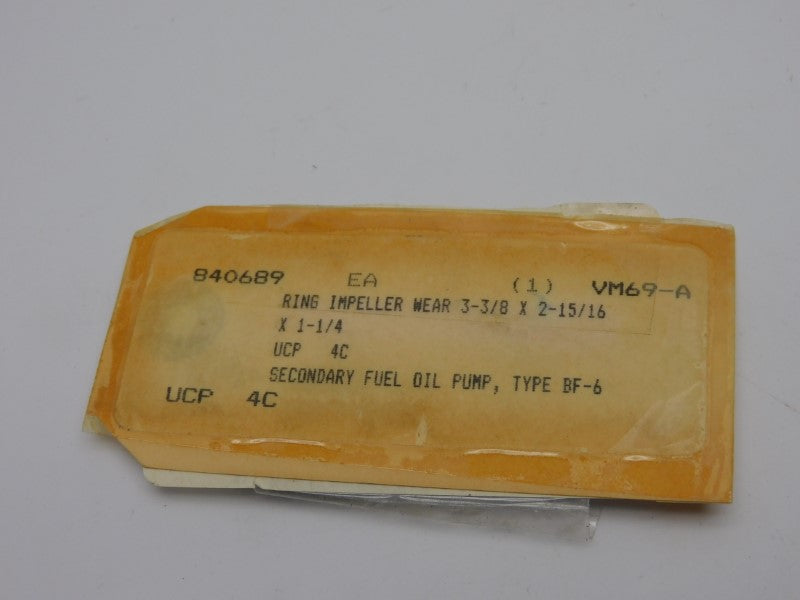 840689 EA (1) VM69-A
RING IMPELLER WEAR 3-3/8 X 2-15/16
X 1-1/4
UCP 4C
SECONDARY FUEL OIL PUMP, TYPE BF-6
UCP 4C